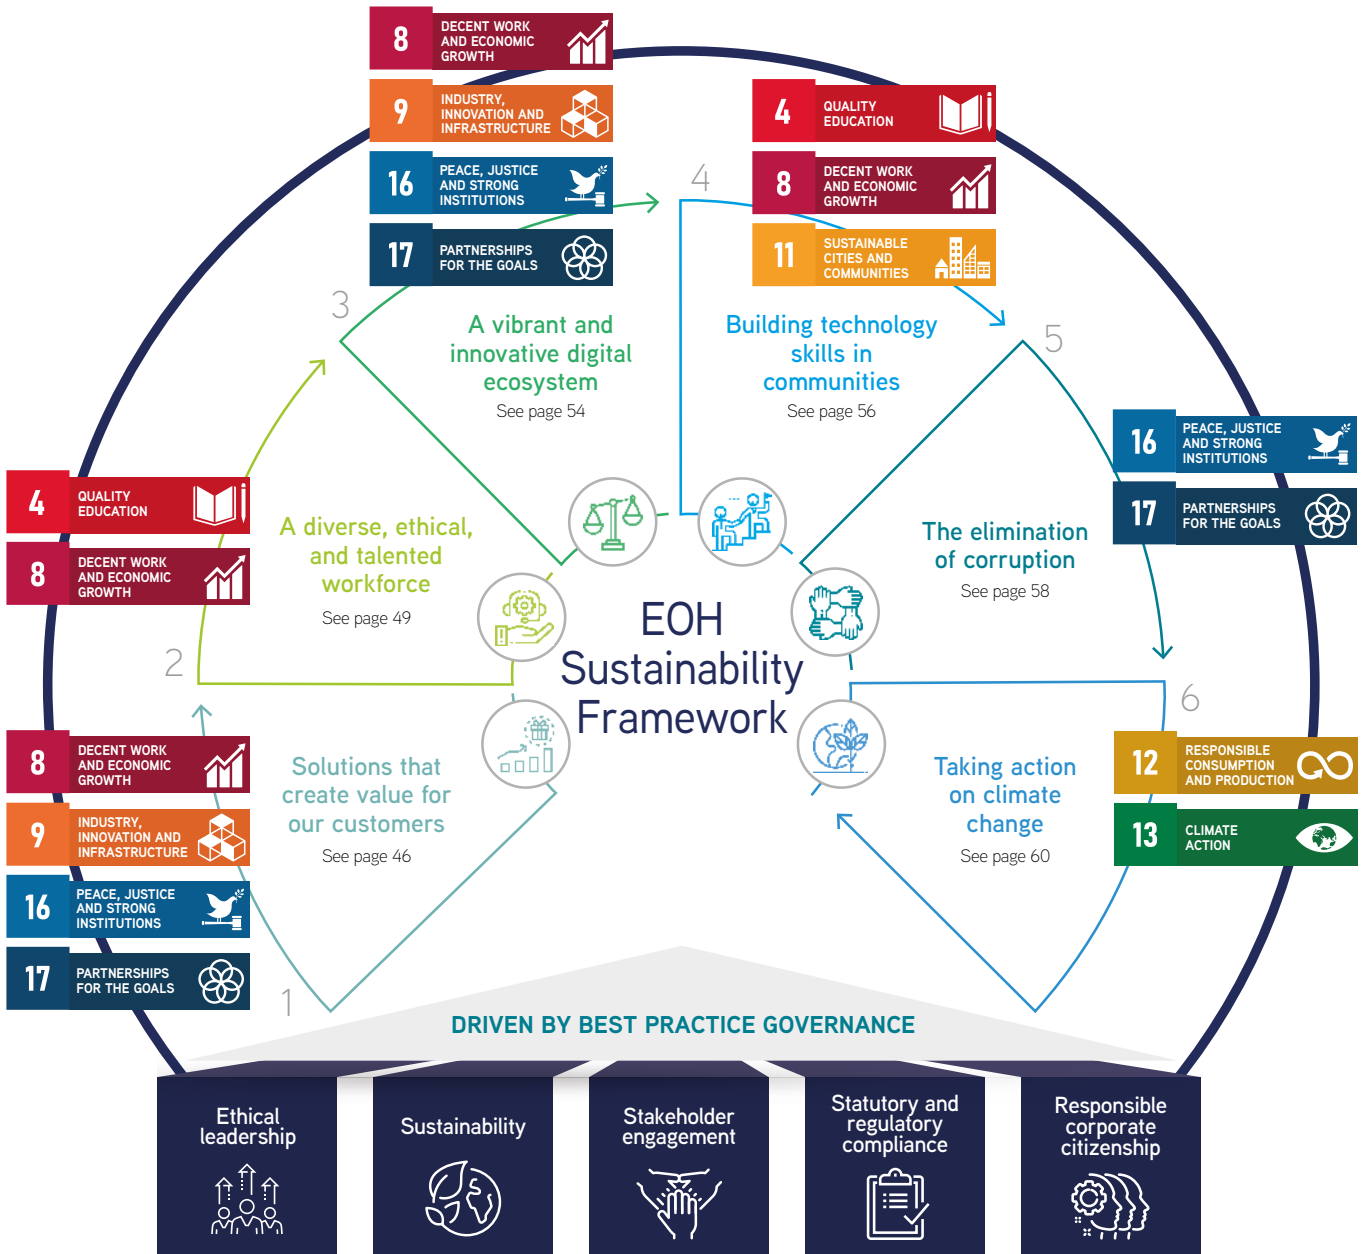 8
DECENT WORK
AND ECONOMIC
GROWTH
9
INDUSTRY,
INNOVATION AND
INFRASTRUCTURE
16
PEACE, JUSTICE
AND STRONG
INSTITUTIONS
17
PARTNERSHIPS
FOR THE GOALS
4
QUALITY
EDUCATION
8
DECENT WORK
AND ECONOMIC
GROWTH
11
SUSTAINABLE
CITIES AND
COMMUNITIES
3
A vibrant and
innovative digital
ecosystem
See page 54
4
Building technology
skills in
communities
See page 56
5
The elimination
of corruption
See page 58
16
PEACE, JUSTICE
AND STRONG
INSTITUTIONS
17
PARTNERSHIPS
FOR THE GOALS
4
QUALITY
EDUCATION
8
DECENT WORK
AND ECONOMIC
GROWTH
2
A diverse, ethical,
and talented
workforce
See page 49
EOH
Sustainability
Framework
6
Taking action
on climate
change
See page 60
12
RESPONSIBLE
CONSUMPTION
AND PRODUCTION
13
CLIMATE
ACTION
8
DECENT WORK
AND ECONOMIC
GROWTH
9
INDUSTRY,
INNOVATION AND
INFRASTRUCTURE
16
PEACE, JUSTICE
AND STRONG
INSTITUTIONS
17
PARTNERSHIPS
FOR THE GOALS
1
Solutions that
create value for
our customers
See page 46
DRIVEN BY BEST PRACTICE GOVERNANCE
Ethical
leadership
Sustainability
Stakeholder
engagement
Statutory and
regulatory
compliance
Responsible
corporate
citizenship